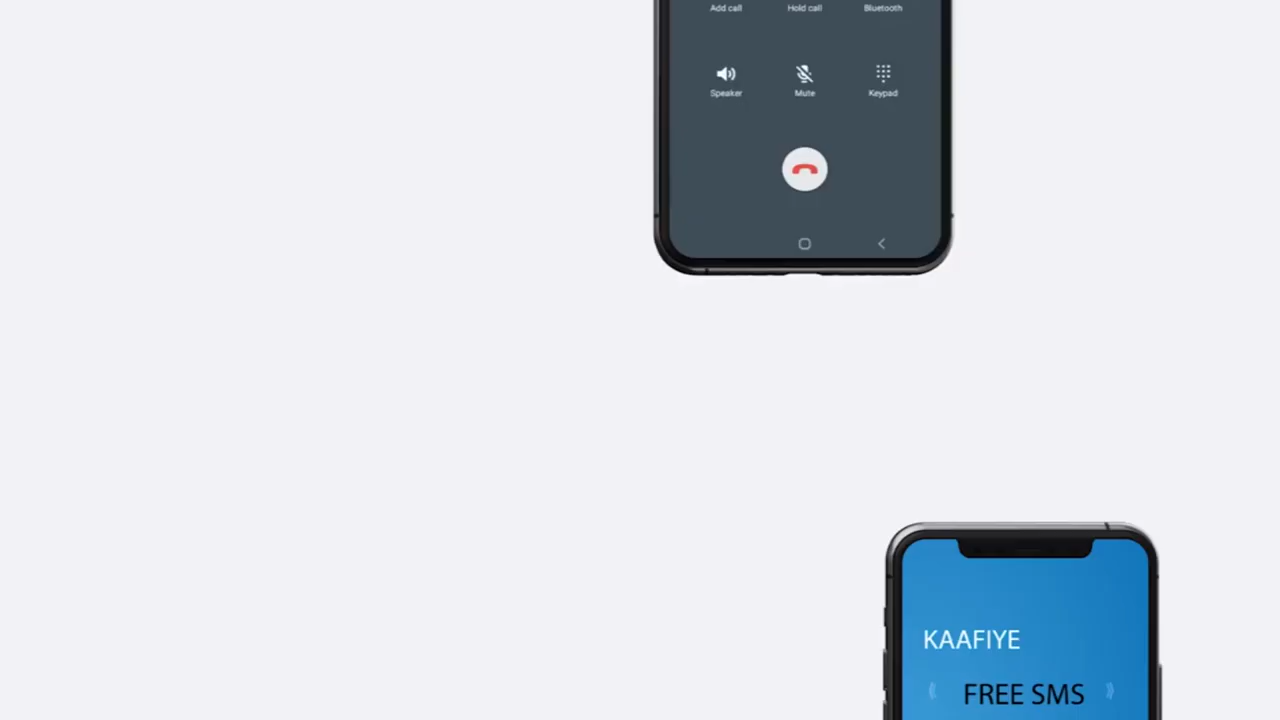 Add call Hold call Bluetooth
Speaker Mute Keypad
KAAFIYE
FREE SMS